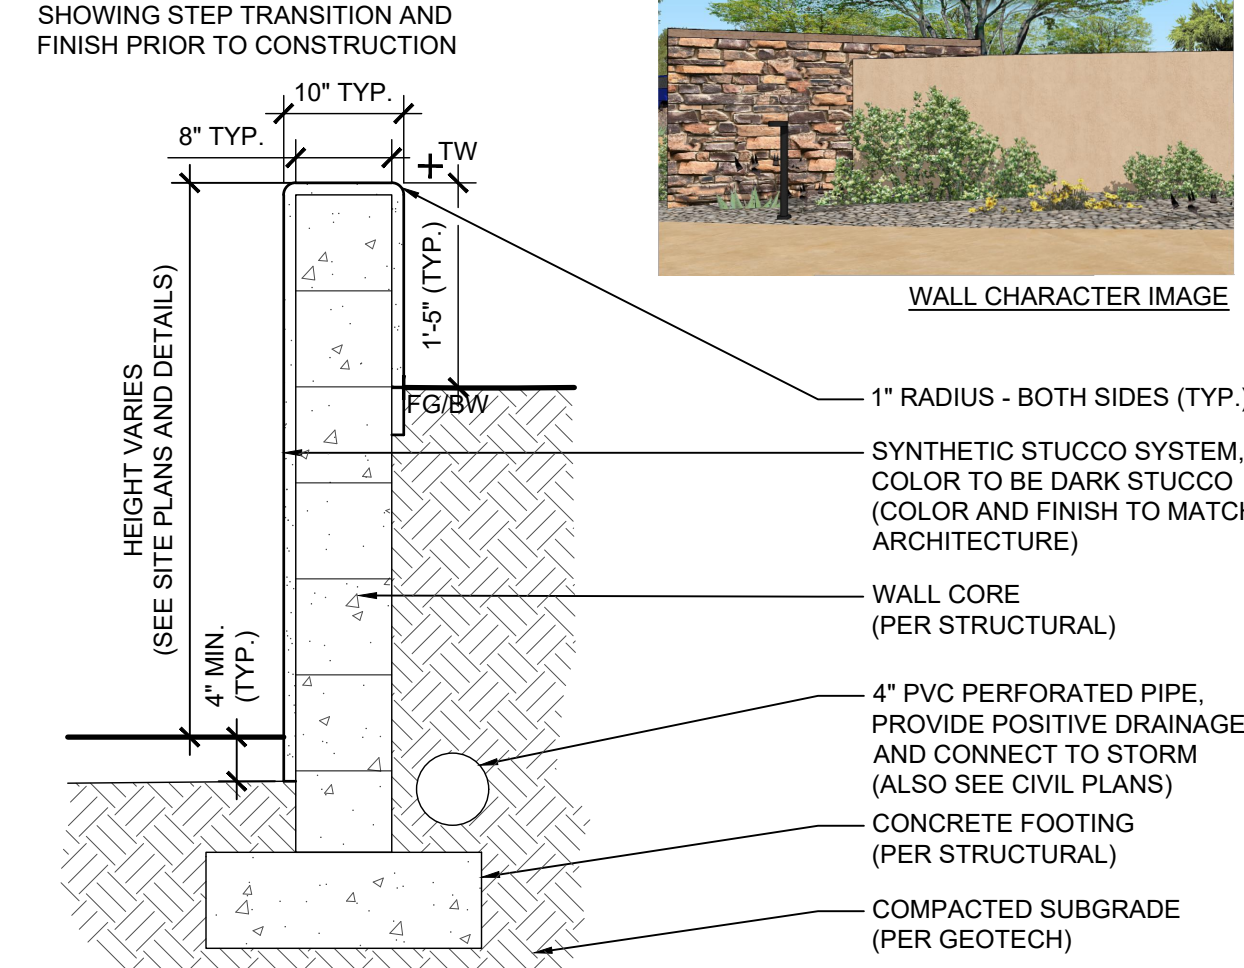 SHOWING STEP TRANSITION AND
FINISH PRIOR TO CONSTRUCTION
10" TYP.
8" TYP.
TW
1'-5" (TYP.)
HEIGHT VARIES
(SEE SITE PLANS AND DETAILS)
FG/BW
4" MIN.
(TYP.)
WALL CHARACTER IMAGE
1" RADIUS - BOTH SIDES (TYP.)
SYNTHETIC STUCCO SYSTEM,
COLOR TO BE DARK STUCCO
(COLOR AND FINISH TO MATCH
ARCHITECTURE)
WALL CORE
(PER STRUCTURAL)
4" PVC PERFORATED PIPE,
PROVIDE POSITIVE DRAINAGE
AND CONNECT TO STORM
(ALSO SEE CIVIL PLANS)
CONCRETE FOOTING
(PER STRUCTURAL)
COMPACTED SUBGRADE
(PER GEOTECH)